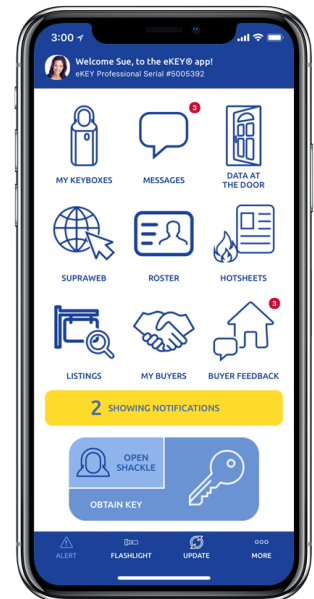 3:00
Welcome Sue, to the eKEY® app!
eKEY Professional Serial #5005392
3
MY KEYBOXES
MESSAGES
DATA AT
THE DOOR
SUPRAWEB
ROSTER
HOTSHEETS
3
LISTINGS
MY BUYERS
BUYER FEEDBACK
2 SHOWING NOTIFICATIONS
OPEN
SHACKLE
OBTAIN KEY
ALERT
FLASHLIGHT
UPDATE
MORE